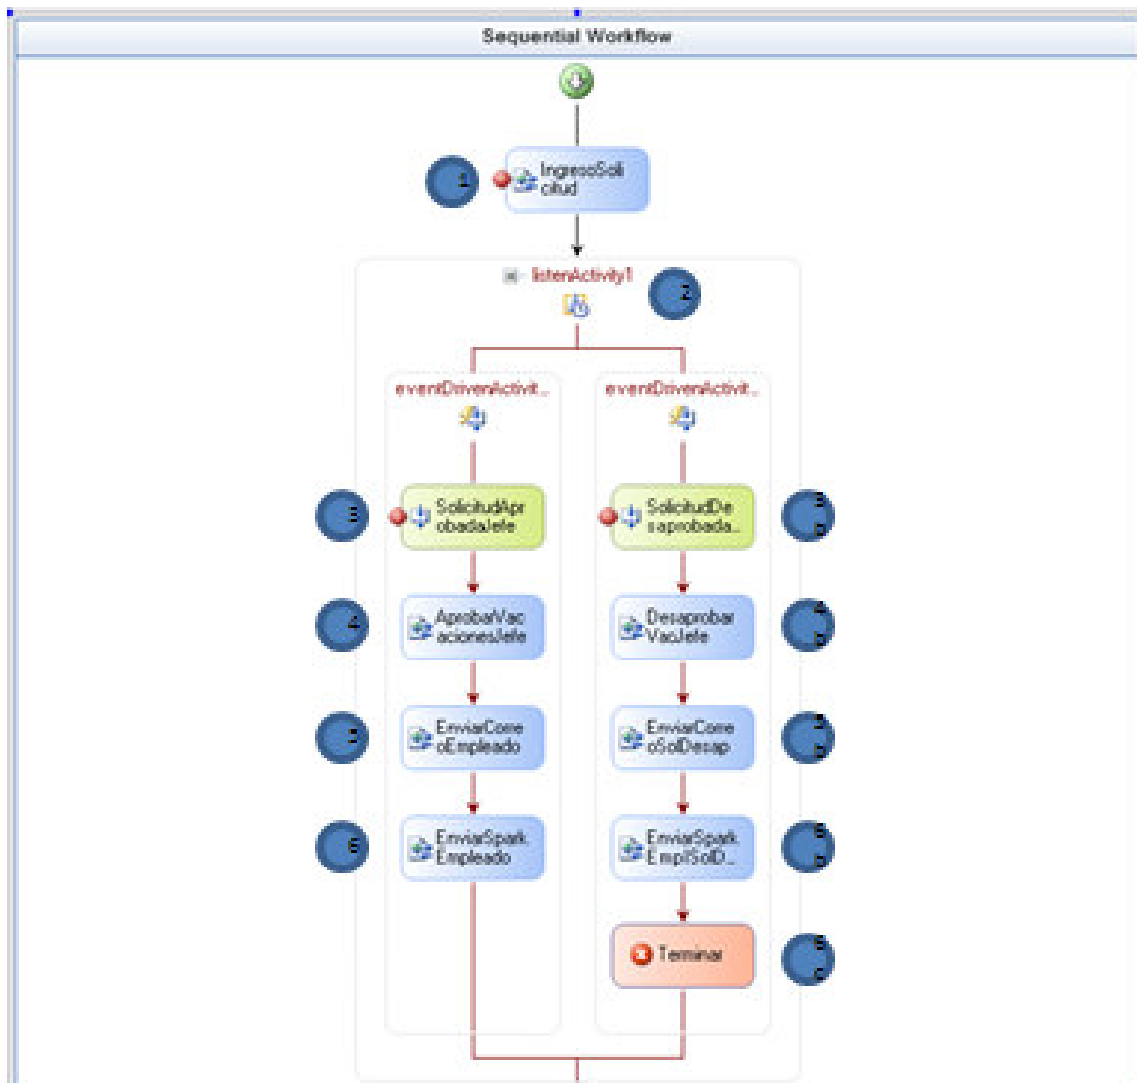 Sequential Workflow
1
IngresoSoli
citud
listenActivity1
2
eventDrivenActivit...
eventDrivenActivit...
3
SolicitudApr
obadaJefe
SolicitudDe
saprobada...
4
AprobarVac
acionesJefe
Desaprobar
VacJefe
EnviarCorre
oEmpleado
EnviarCorre
oSolDesap
6
EnviarSpark
Empleado
EnviarSpark
EmplSolD...
Terminar